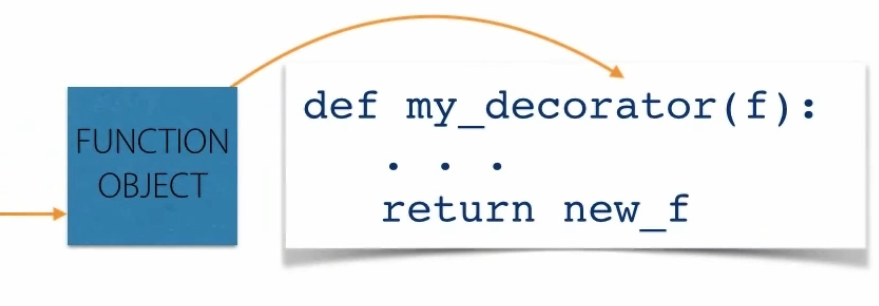 FUNCTION
OBJECT
def my_decorator(f):
. . .
return new_f